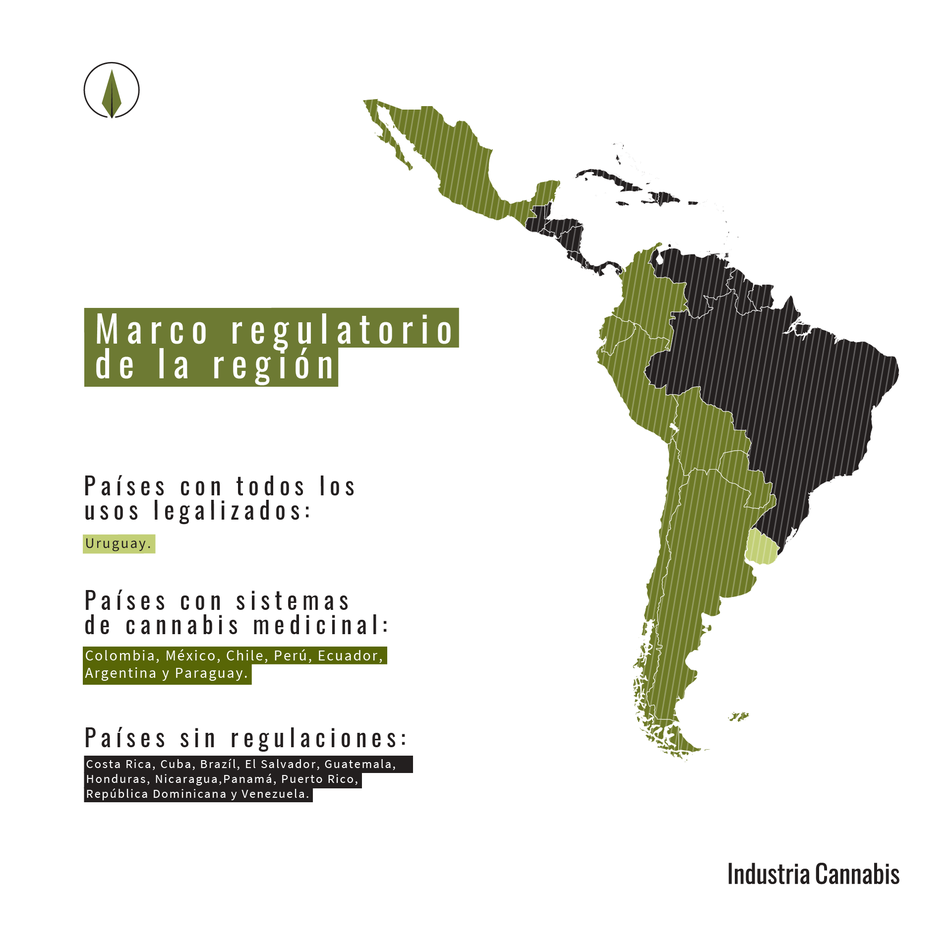 Marco regulatorio
de la región
Países con todos los
usos legalizados:
Uruguay.
Países con sistemas
de cannabis medicinal:
Colombia, México, Chile, Perú, Ecuador,
Argentina y Paraguay.
Países sin regulaciones:
Costa Rica, Cuba, Brazíl, El Salvador, Guatemala,
Honduras, Nicaragua,Panamá, Puerto Rico,
República Dominicana y Venezuela.
Industria Cannabis